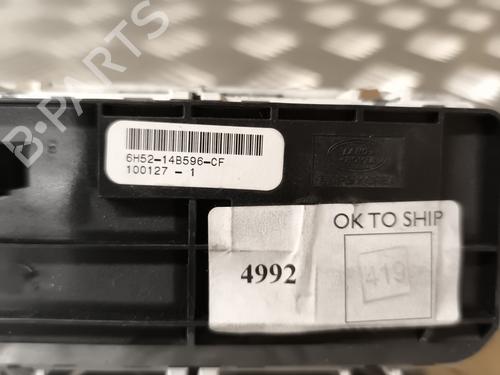 B-PARTS
6H52-14B596-CF
100127 - 1
LAND-
ROVER
OK TO SHIP
4992
419